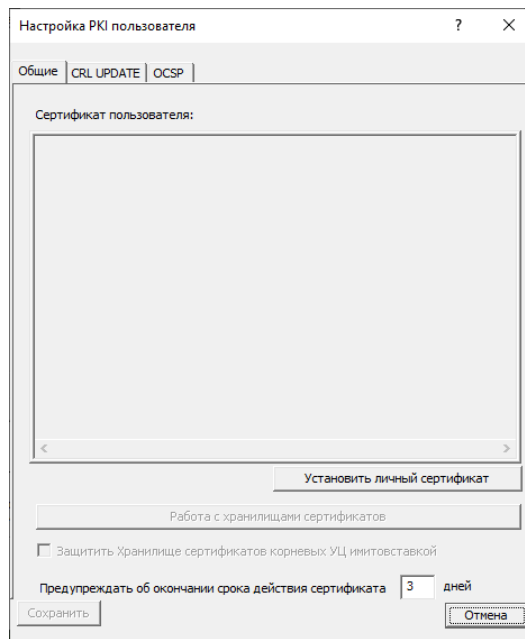 Настройка PKI пользователя
Общие CRL UPDATE OCSP
Сертификат пользователя:
Установить личный сертификат
Работа с хранилищами сертификатов
Защитить Хранилище сертификатов корневых УЦ имитовставкой
Предупреждать об окончании срока действия сертификата 3 дней
Сохранить Отмена